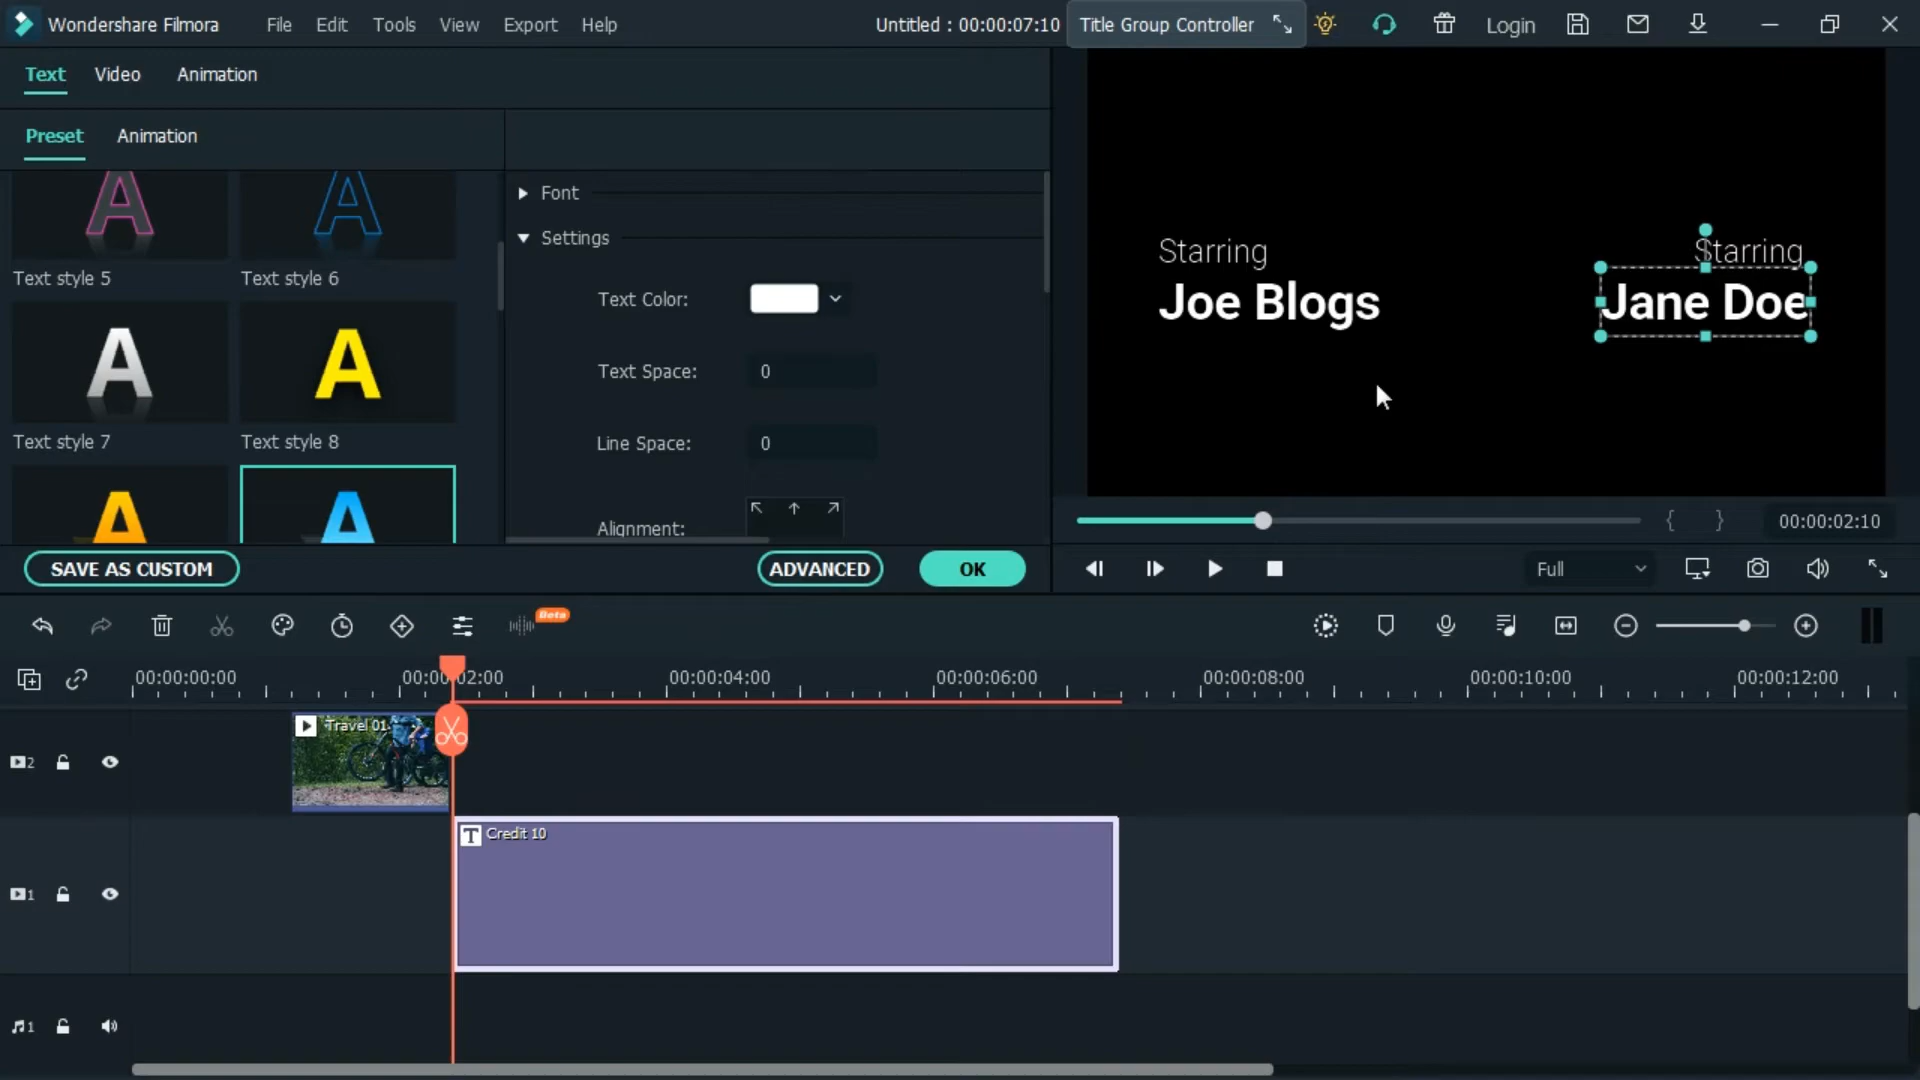 Wondershare Filmora File Edit Tools View Export Help Untitled : 00:00:07:10 Title Group Controller Login
Text Video Animation
Preset Animation
Font
Settings
Text style 5 Text style 6
Text Color:
Text Space: 0
Text style 7 Text style 8
Line Space: 0
Alignment:
SAVE AS CUSTOM ADVANCED OK
Starring
Joe Blogs
Starring
Jane Doe
{ } 00:00:02:10
Full
Beta
00:00:00:00 00:00:02:00 00:00:04:00 00:00:06:00 00:00:08:00 00:00:10:00 00:00:12:00
2
Travel 01
1
T Credit 10
1